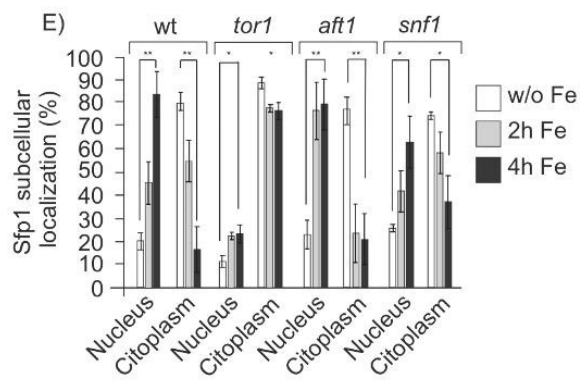 E)
wt tor1 aft1 snf1
** ** * * ** ** * *
Sfp1 subcellular
localization (%)
100
90
80
70
60
50
40
30
20
10
0
w/o Fe
2h Fe
4h Fe
Nucleus Citoplasm Nucleus Citoplasm Nucleus Citoplasm Nucleus Citoplasm